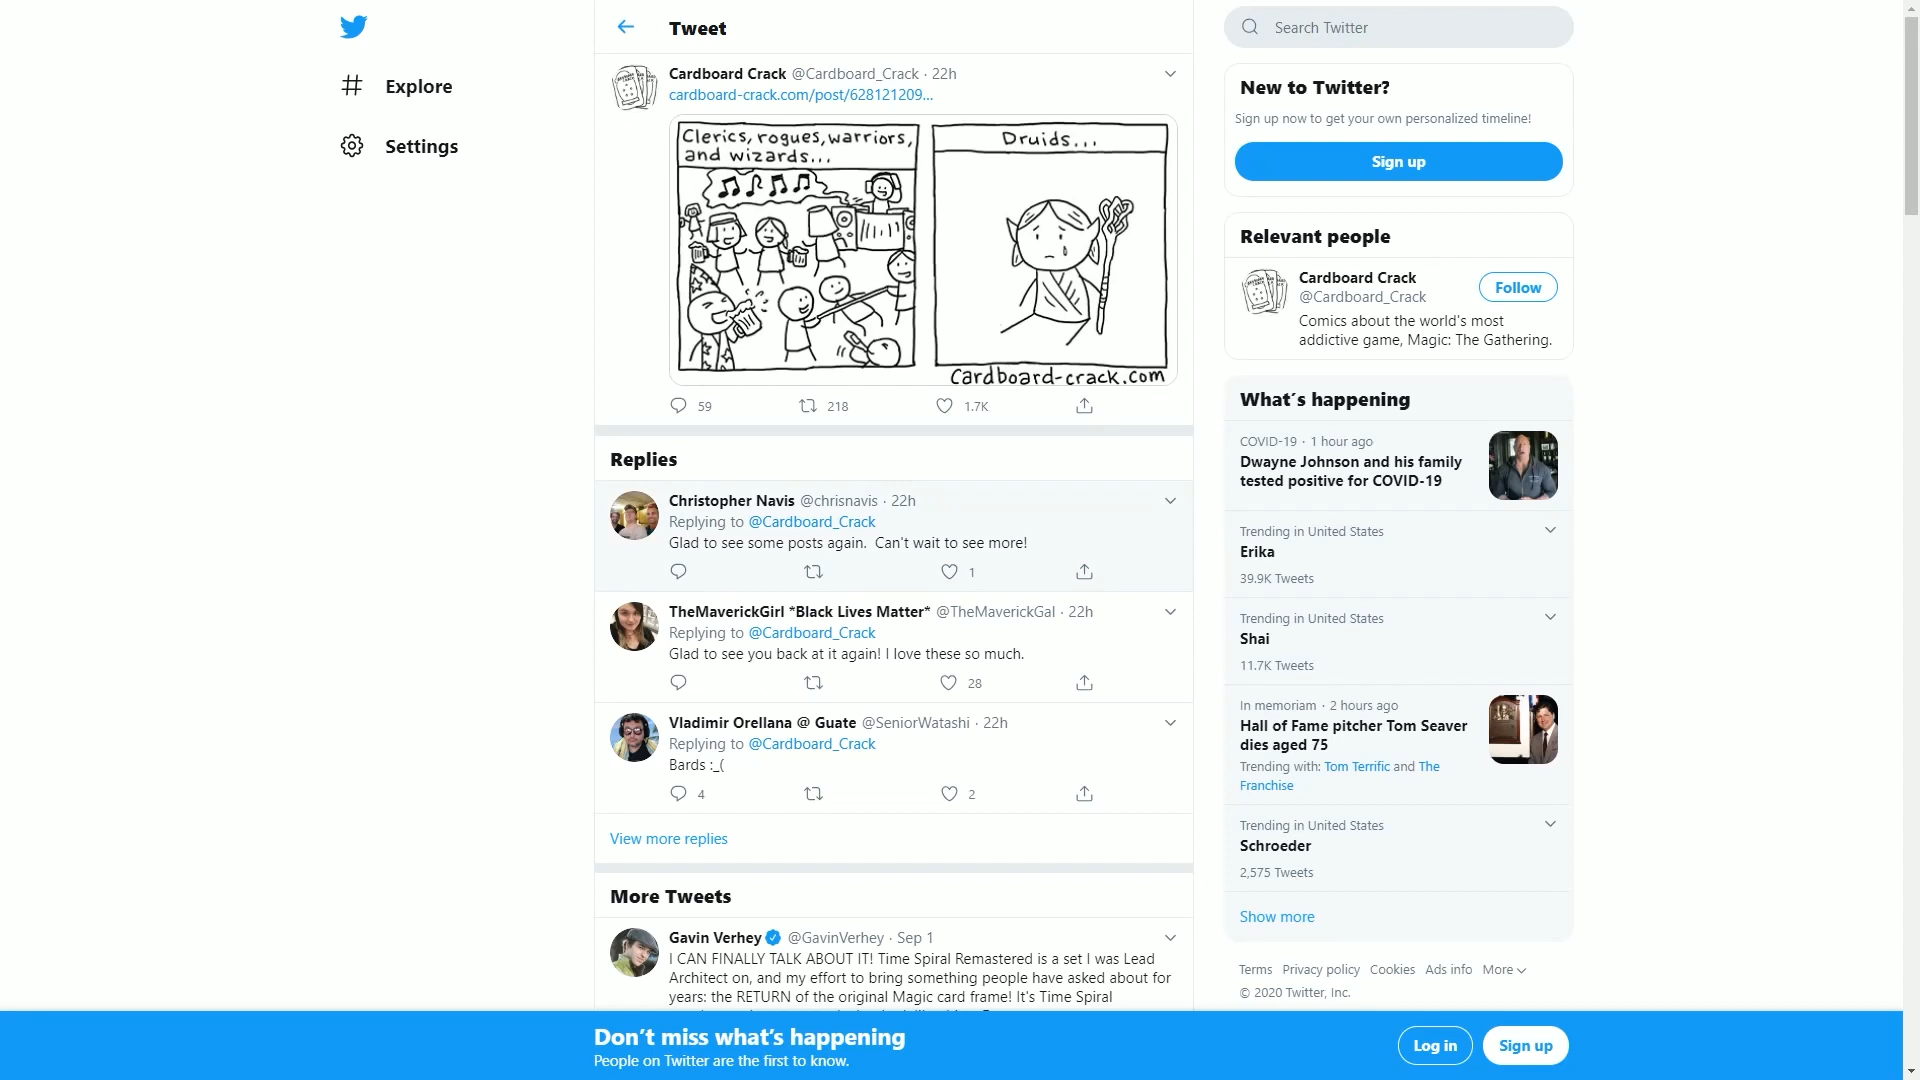 Explore
Settings
Tweet
Cardboard Crack @Cardboard_Crack · 22h
cardboard-crack.com/post/628121209...
Clerics, rogues, warriors,
and wizards...
Druids...
Cardboard-crack.com
59
218
1.7K
Replies
Christopher Navis @chrisnavis · 22h
Replying to @Cardboard_Crack
Glad to see some posts again. Can't wait to see more!
1
TheMaverickGirl *Black Lives Matter* @TheMaverickGal · 22h
Replying to @Cardboard_Crack
Glad to see you back at it again! I love these so much.
28
Vladimir Orellana @ Guate @SeniorWatashi · 22h
Replying to @Cardboard_Crack
Bards :_(
4
2
View more replies
More Tweets
Gavin Verhey @GavinVerhey · Sep 1
I CAN FINALLY TALK ABOUT IT! Time Spiral Remastered is a set I was Lead
Architect on, and my effort to bring something people have asked about for
years: the RETURN of the original Magic card frame! It's Time Spiral
Search Twitter
New to Twitter?
Sign up now to get your own personalized timeline!
Sign up
Relevant people
Cardboard Crack
@Cardboard_Crack
Follow
Comics about the world's most
addictive game, Magic: The Gathering.
What's happening
COVID-19 · 1 hour ago
Dwayne Johnson and his family
tested positive for COVID-19
Trending in United States
Erika
39.9K Tweets
Trending in United States
Shai
11.7K Tweets
In memoriam · 2 hours ago
Hall of Fame pitcher Tom Seaver
dies aged 75
Trending with: Tom Terrific and The
Franchise
Trending in United States
Schroeder
2,575 Tweets
Show more
Terms Privacy policy Cookies Ads info More
© 2020 Twitter, Inc.
Don't miss what's happening
People on Twitter are the first to know.
Log in
Sign up